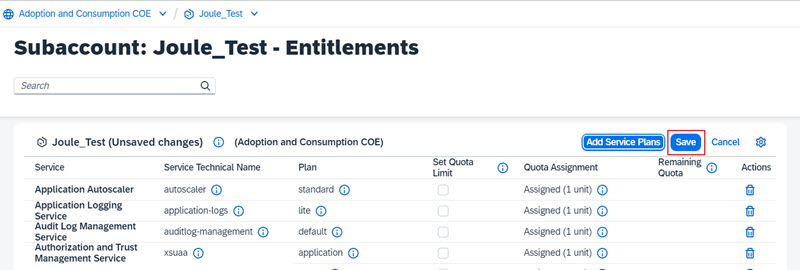 Adoption and Consumption COE / Joule_Test
Subaccount: Joule_Test - Entitlements
Search
Joule_Test (Unsaved changes) (Adoption and Consumption COE) Add Service Plans Save Cancel
Service Service Technical Name Plan Set Quota Limit Quota Assignment Remaining Quota Actions
Application Autoscaler autoscaler standard Assigned (1 unit)
Application Logging Service application-logs lite Assigned (1 unit)
Audit Log Management Service auditlog-management default Assigned (1 unit)
Authorization and Trust Management Service xsuaa application Assigned (1 unit)